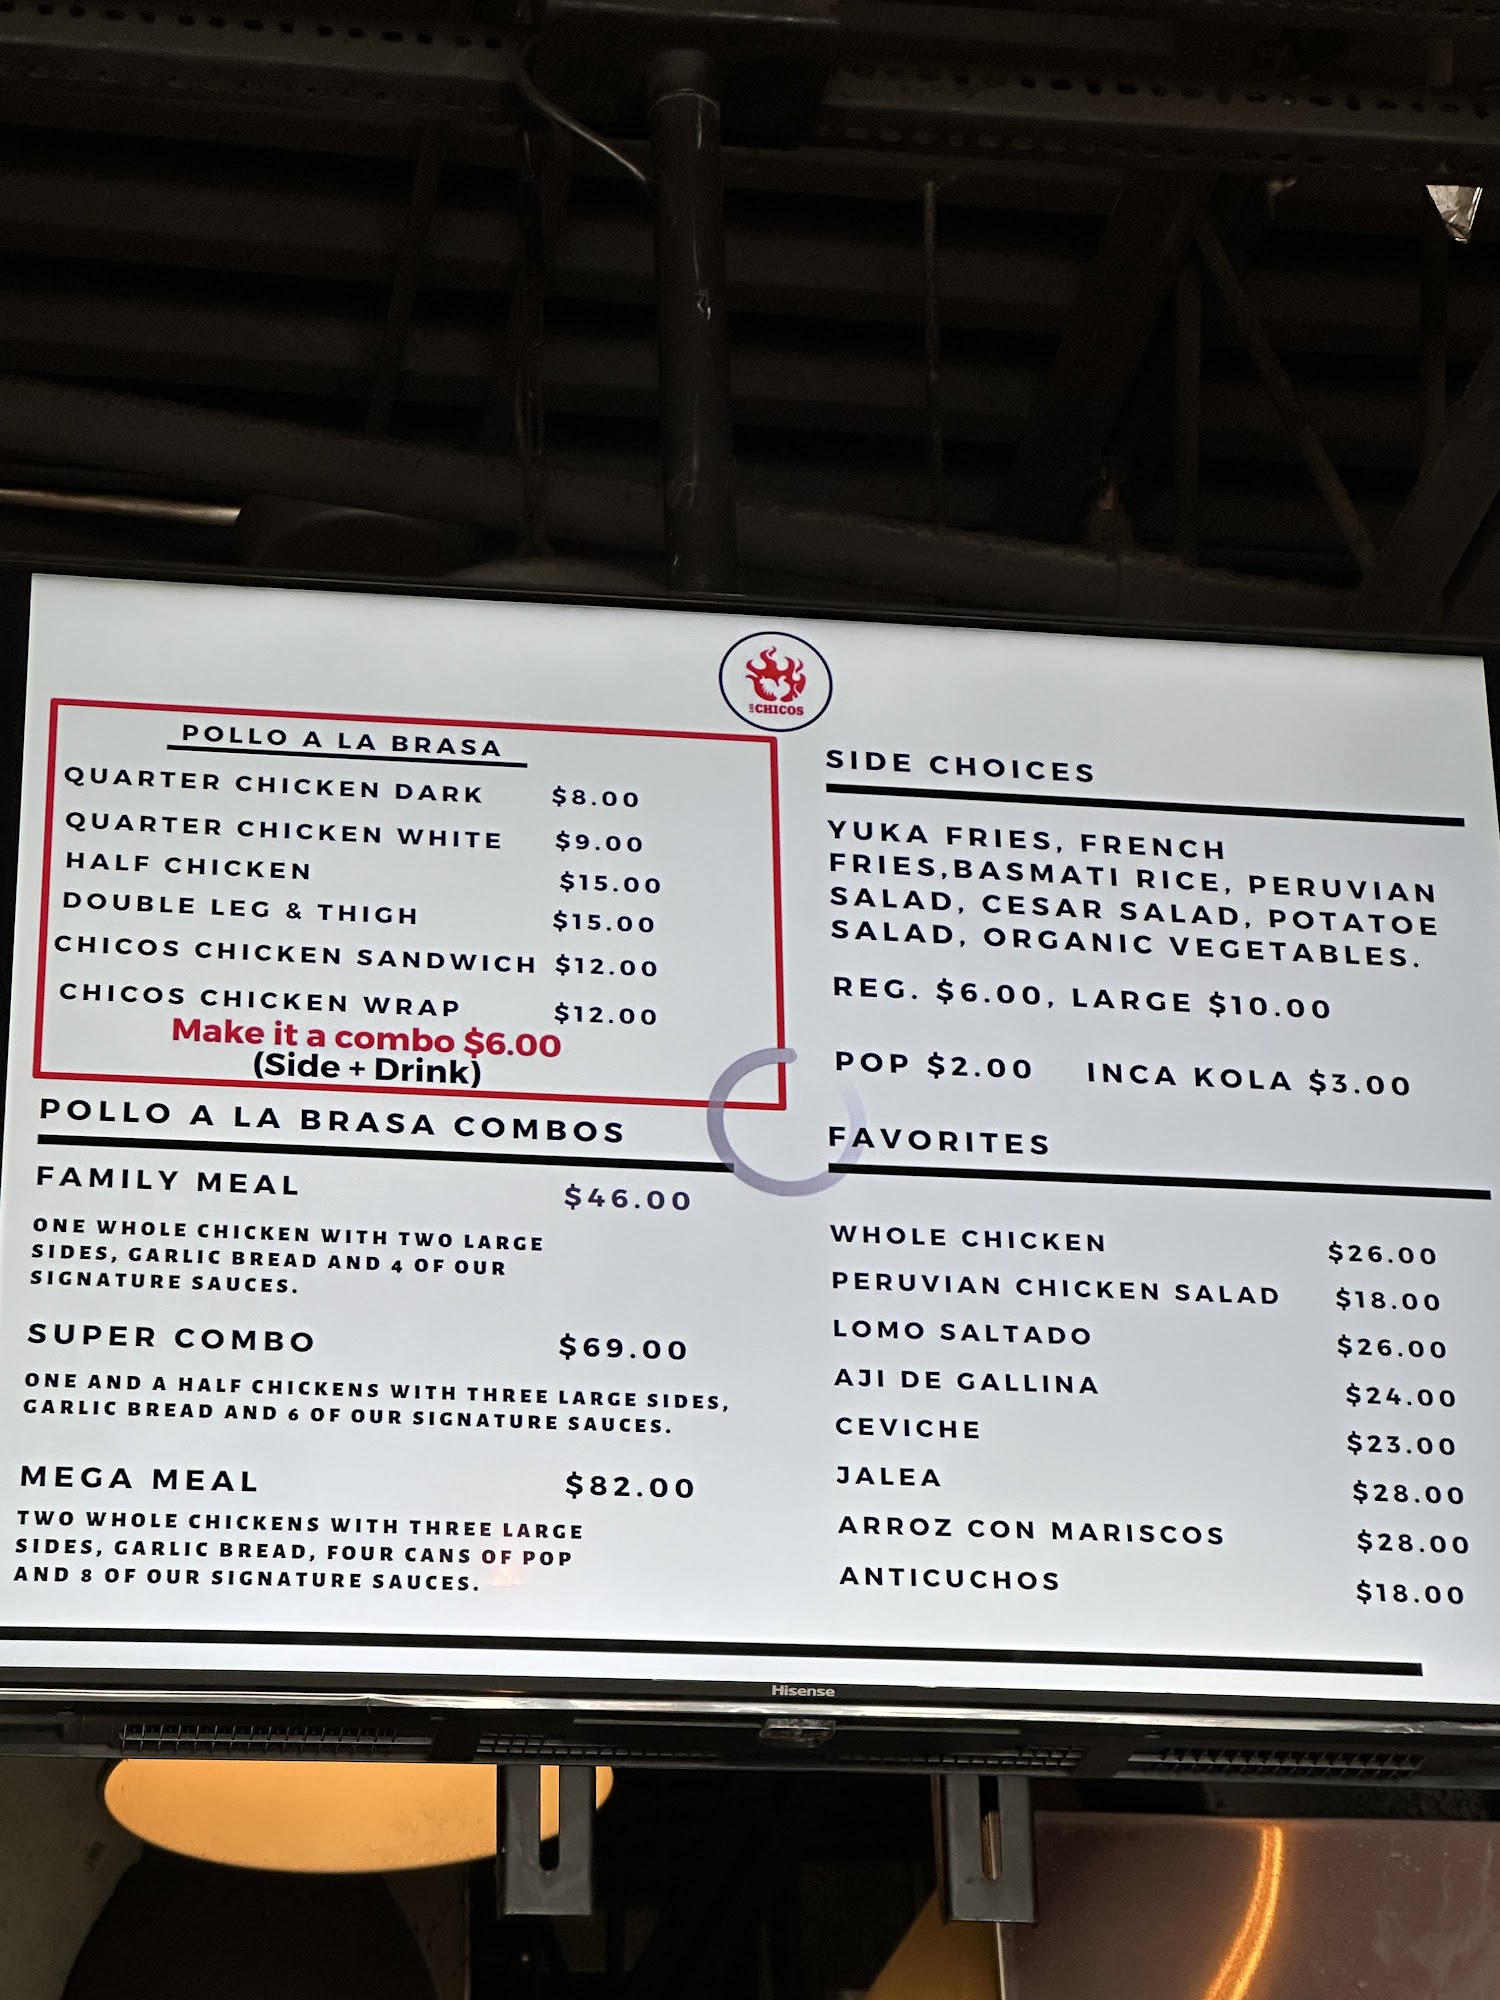 CHICOS
POLLO A LA BRASA
QUARTER CHICKEN DARK $8.00
QUARTER CHICKEN WHITE $9.00
HALF CHICKEN $15.00
DOUBLE LEG & THIGH $15.00
CHICOS CHICKEN SANDWICH $12.00
CHICOS CHICKEN WRAP $12.00
Make it a combo $6.00
(Side + Drink)
POLLO A LA BRASA COMBOS
FAMILY MEAL $46.00
ONE WHOLE CHICKEN WITH TWO LARGE
SIDES, GARLIC BREAD AND 4 OF OUR
SIGNATURE SAUCES.
SUPER COMBO $69.00
ONE AND A HALF CHICKENS WITH THREE LARGE SIDES,
GARLIC BREAD AND 6 OF OUR SIGNATURE SAUCES.
MEGA MEAL $82.00
TWO WHOLE CHICKENS WITH THREE LARGE
SIDES, GARLIC BREAD, FOUR CANS OF POP
AND 8 OF OUR SIGNATURE SAUCES.
SIDE CHOICES
YUKA FRIES, FRENCH
FRIES,BASMATI RICE, PERUVIAN
SALAD, CESAR SALAD, POTATOE
SALAD, ORGANIC VEGETABLES.
REG. $6.00, LARGE $10.00
POP $2.00 INCA KOLA $3.00
FAVORITES
WHOLE CHICKEN $26.00
PERUVIAN CHICKEN SALAD $18.00
LOMO SALTADO $26.00
AJI DE GALLINA $24.00
CEVICHE $23.00
JALEA $28.00
ARROZ CON MARISCOS $28.00
ANTICUCHOS $18.00
Hisense